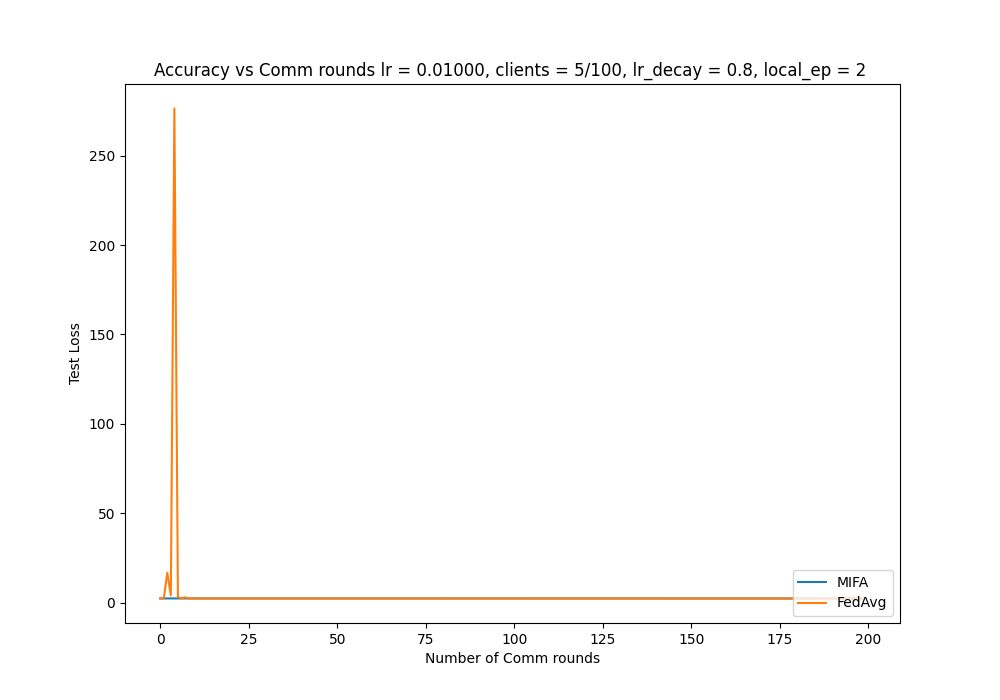 Accuracy vs Comm rounds lr = 0.01000, clients = 5/100, lr_decay = 0.8, local_ep = 2
250
200
150
100
50
0
Test Loss
MIFA
FedAvg
0 25 50 75 100 125 150 175 200
Number of Comm rounds